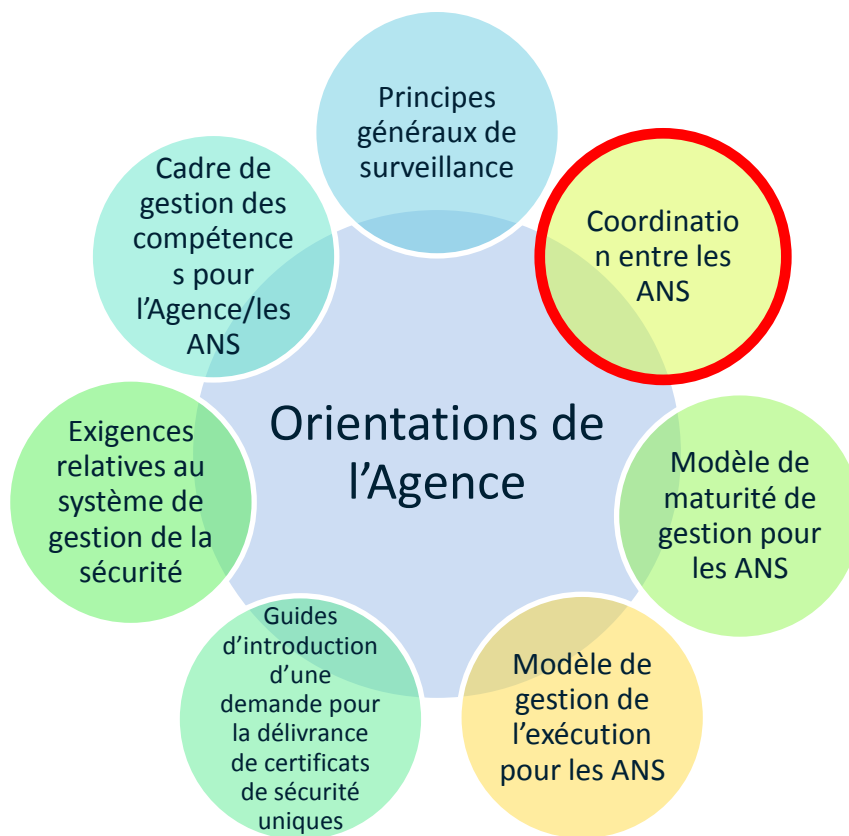 Principes
généraux de
surveillance
Coordinatio
n entre les
ANS
Modèle de
maturité de
gestion pour
les ANS
Modèle de
gestion de
l’exécution
pour les ANS
Guides
d’introduction
d’une
demande pour
la délivrance
de certificats
de sécurité
uniques
Exigences
relatives au
système de
gestion de la
sécurité
Cadre de
gestion des
compétence
s pour
l’Agence/les
ANS
Orientations de
l’Agence